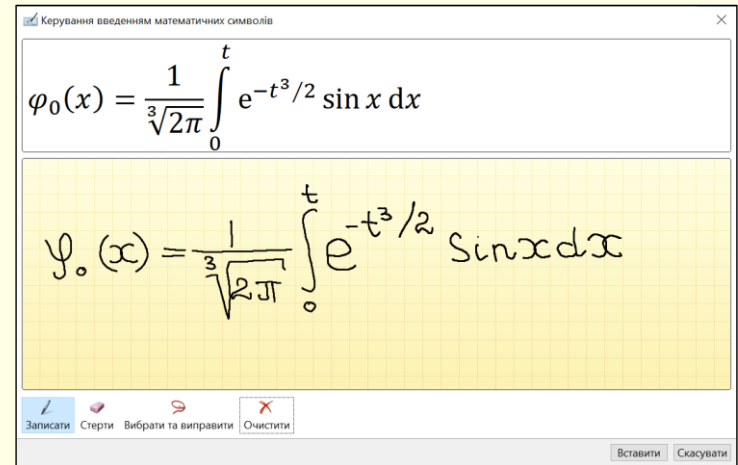 Керування введенням математичних символів
φ₀(x) = 1/∛(2π) ∫₀ᵗ e^(-t³/2) sin x dx
φ₀(x) = 1/∛(2π) ∫₀ᵗ e^(-t³/2) sinxdx
Записати Стерти Вибрати та виправити Очистити
Вставити Скасувати